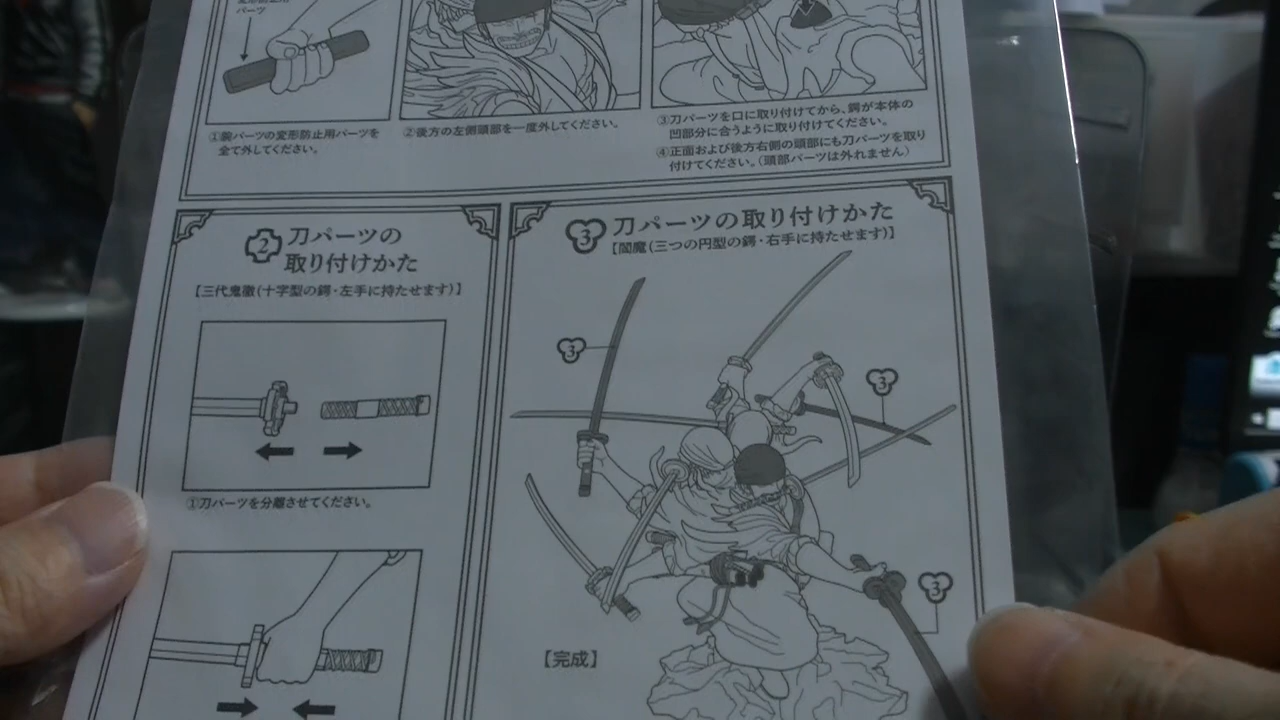 パーツ
①腕パーツの変形防止用パーツを
全て外してください。
②後方の左側頭部を一度外してください。
③刀パーツを口に取り付けてから、鍔が本体の
凹部分に合うように取り付けてください。
④正面および後方右側の頭部にも刀パーツを取り
付けてください。(頭部パーツは外れません)
2 刀パーツの
取り付けかた
【三代鬼徹(十字型の鍔・左手に持たせます)】
①刀パーツを分離させてください。
3 刀パーツの取り付けかた
【閻魔(三つの円型の鍔・右手に持たせます)】
3
3
3
【完成】